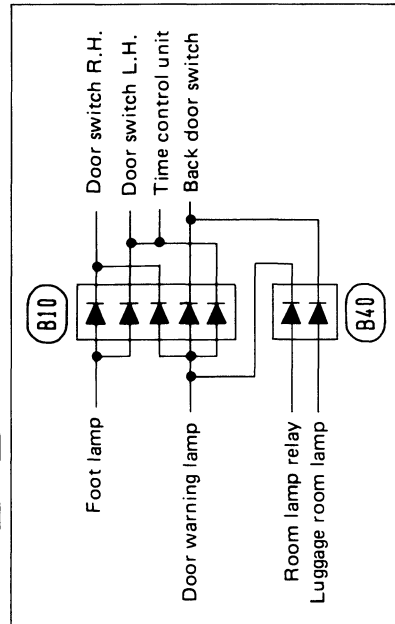 B10
Door switch R.H.
Door switch L.H.
Time control unit
Back door switch
Foot lamp
Door warning lamp
Room lamp relay
Luggage room lamp
B40